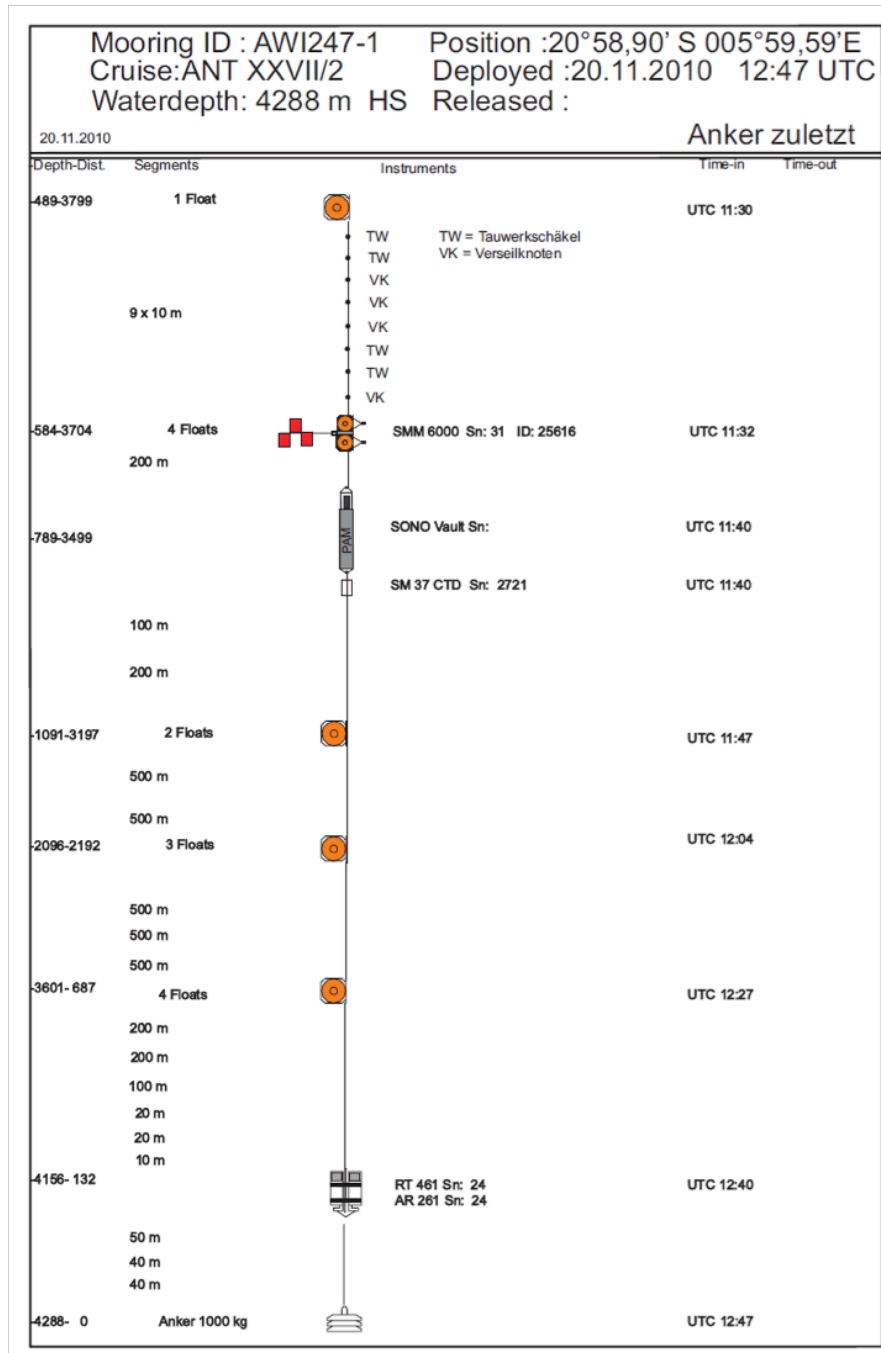 Mooring ID : AWI247-1 Position :20°58,90' S 005°59,59'E
Cruise:ANT XXVII/2 Deployed :20.11.2010 12:47 UTC
Waterdepth: 4288 m HS Released :
20.11.2010 Anker zuletzt
-Depth-Dist. Segments Instruments Time-in Time-out
-489-3799 1 Float UTC 11:30
TW TW = Tauwerkschäkel
TW VK = Verseilknoten
VK
VK
9 x 10 m
VK
TW
TW
VK
-584-3704 4 Floats SMM 6000 Sn: 31 ID: 25616 UTC 11:32
200 m
PAM
SONO Vault Sn: UTC 11:40
-789-3499
SM 37 CTD Sn: 2721 UTC 11:40
100 m
200 m
-1091-3197 2 Floats UTC 11:47
500 m
500 m
-2096-2192 3 Floats UTC 12:04
500 m
500 m
500 m
-3601- 687 4 Floats UTC 12:27
200 m
200 m
100 m
20 m
20 m
10 m
-4156- 132 RT 461 Sn: 24 UTC 12:40
AR 261 Sn: 24
50 m
40 m
40 m
-4288- 0 Anker 1000 kg UTC 12:47